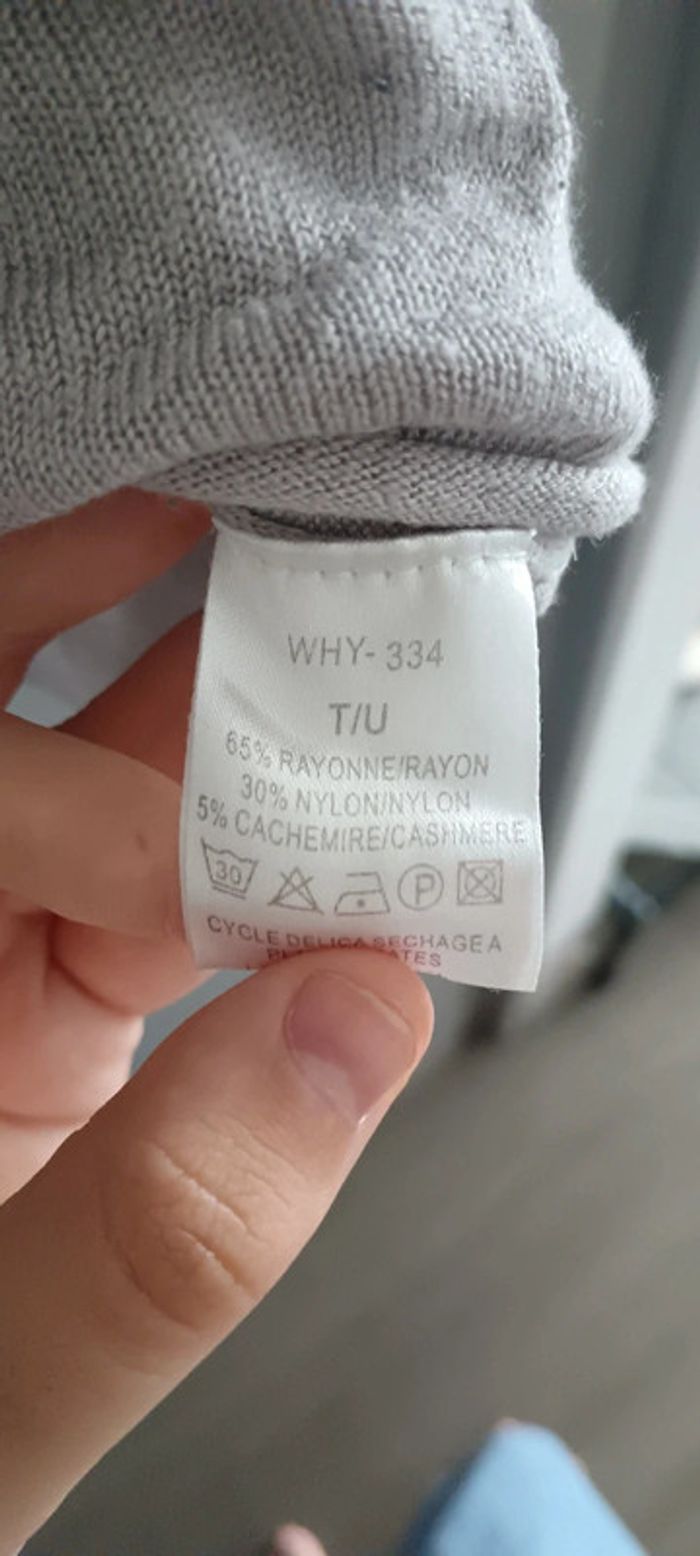 WHY- 334
T/U
65% RAYONNE/RAYON
30% NYLON/NYLON
5% CACHEMIRE/CASHMERE
30 P
CYCLE DELICA SECHAGE A